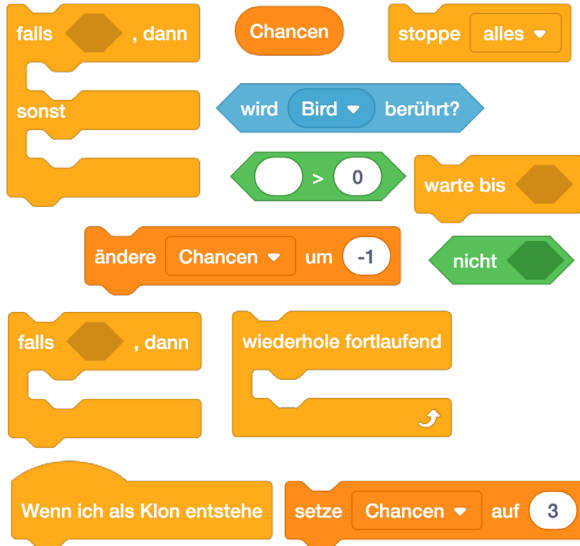 falls , dann
Chancen
stoppe alles
sonst
wird Bird berührt?
> 0
warte bis
ändere Chancen um -1
nicht
falls , dann
wiederhole fortlaufend
Wenn ich als Klon entstehe
setze Chancen auf 3